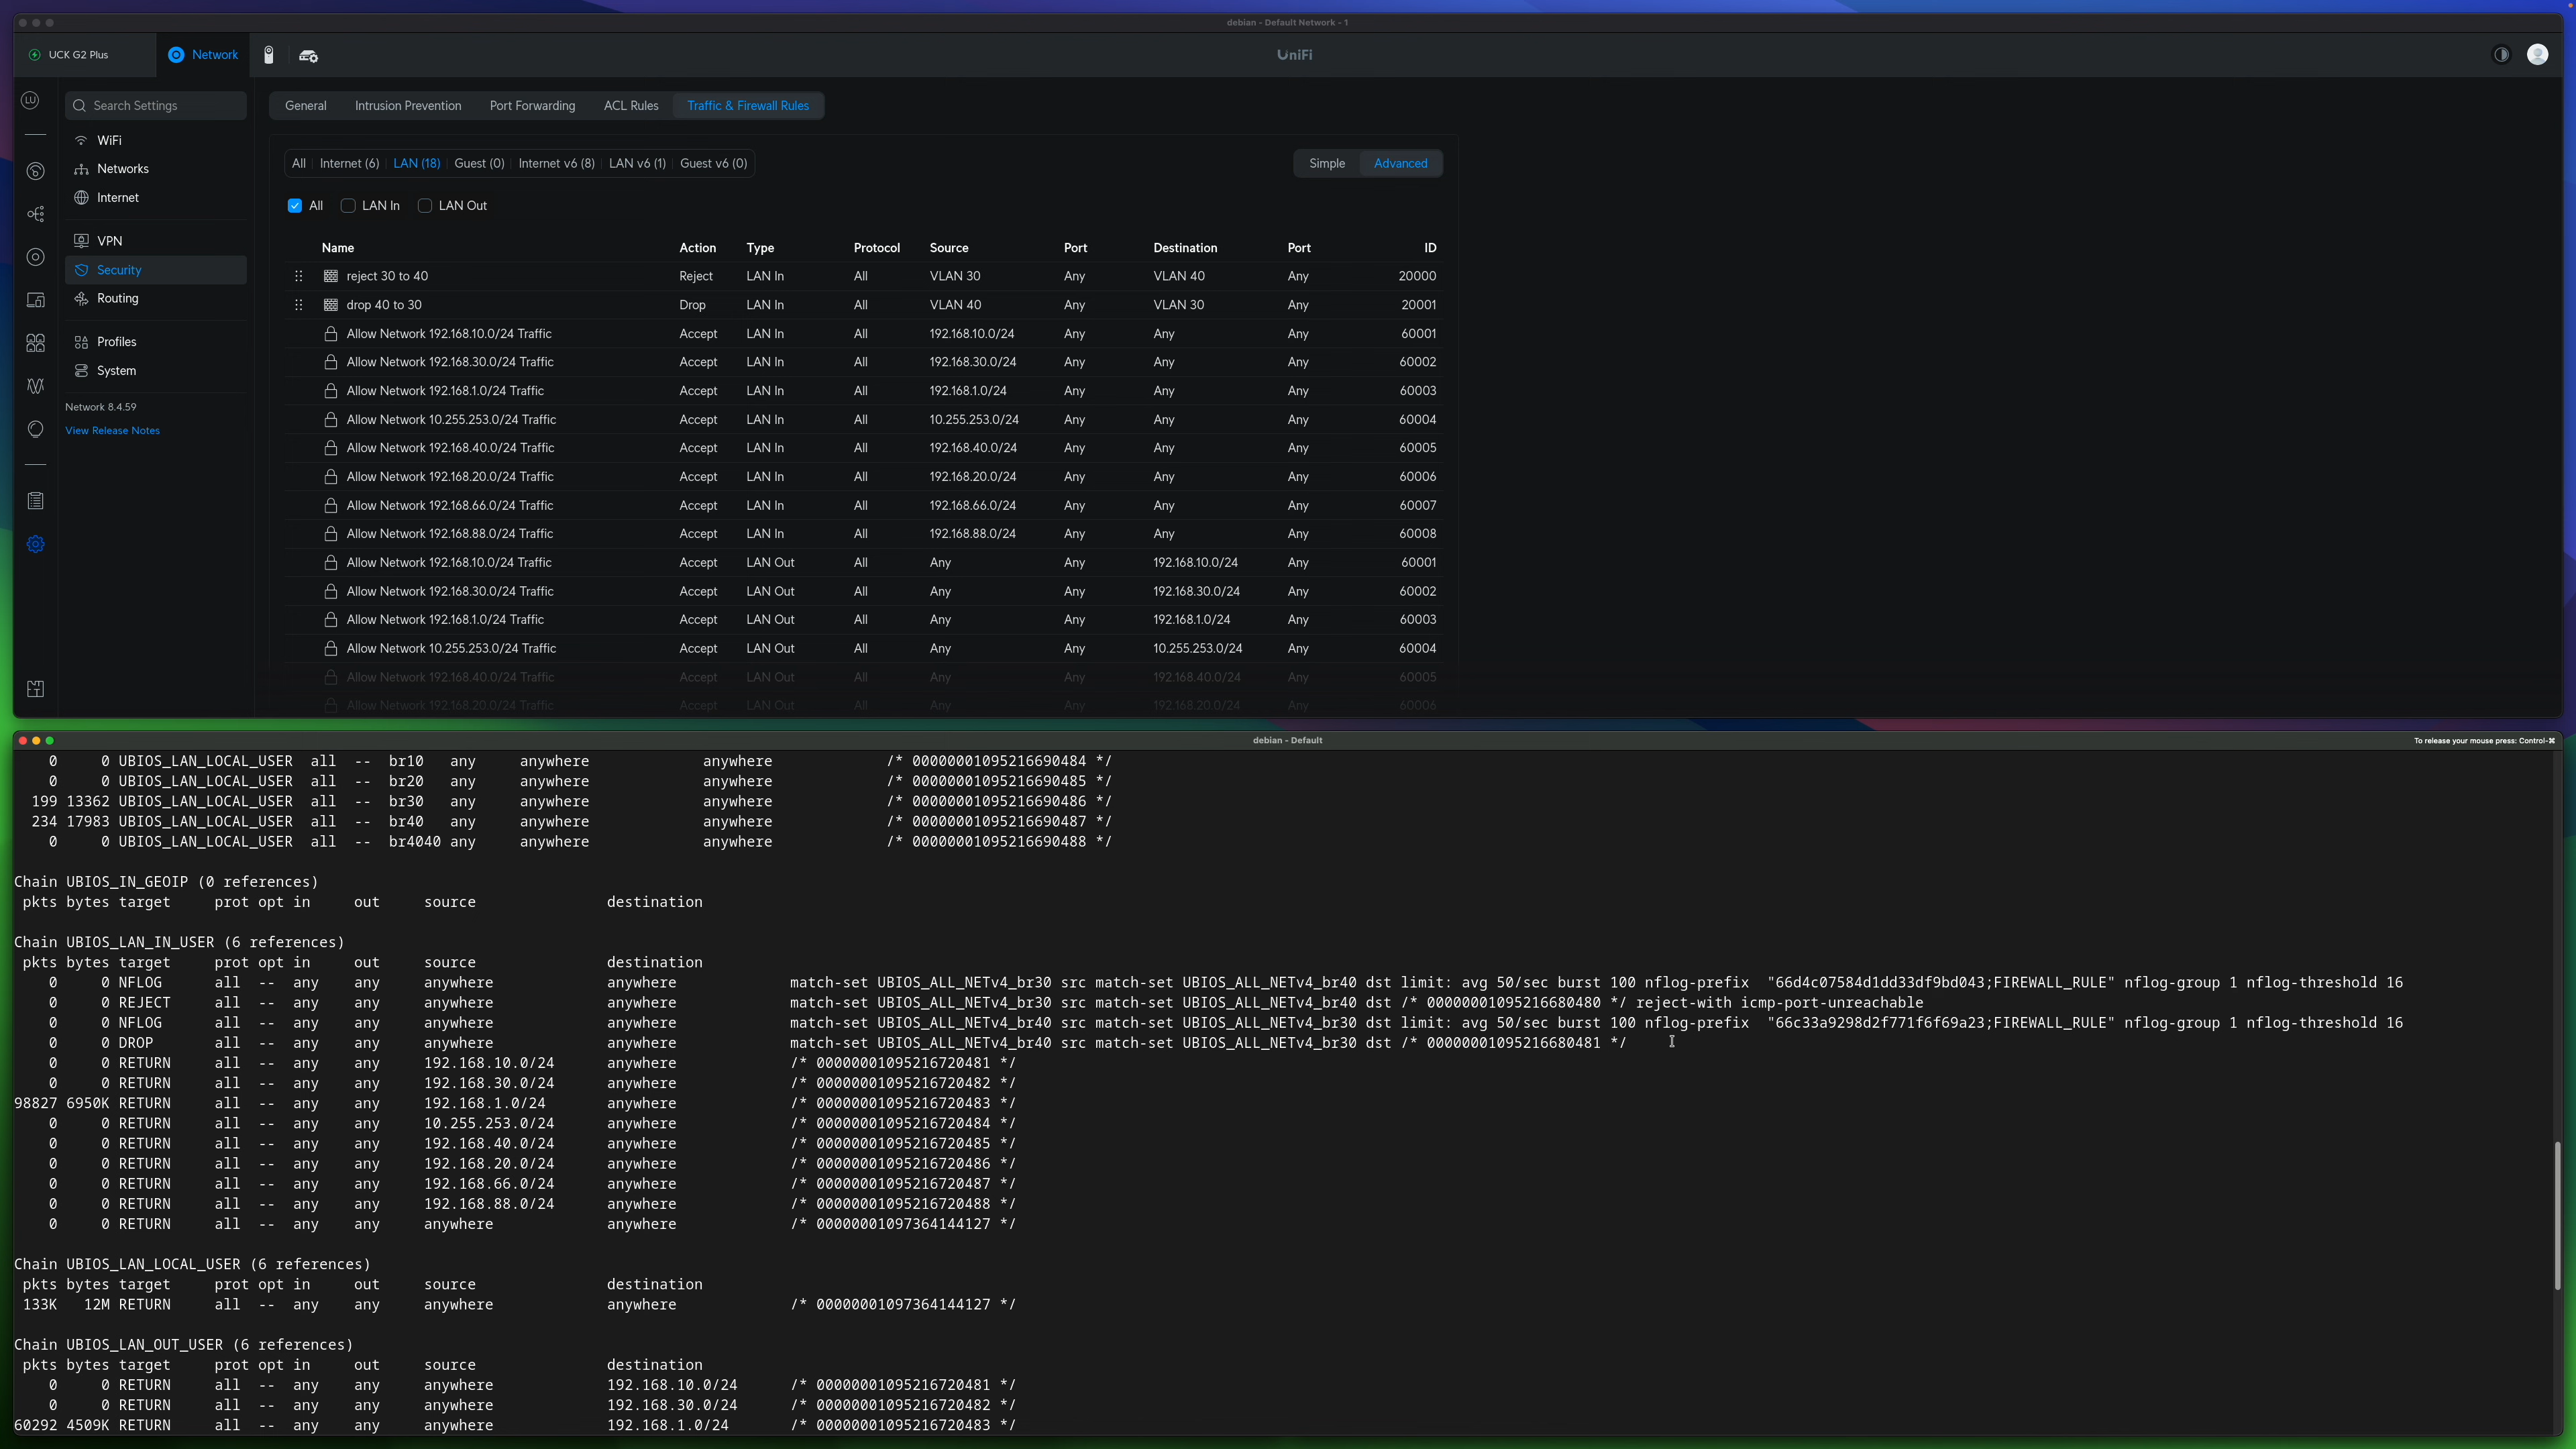 debian - Default Network - 1
UCK G2 Plus
Network
UniFi
LU
Search Settings
WiFi
Networks
Internet
VPN
Security
Routing
Profiles
System
Network 8.4.59
View Release Notes
General Intrusion Prevention Port Forwarding ACL Rules Traffic & Firewall Rules
All Internet (6) LAN (18) Guest (0) Internet v6 (8) LAN v6 (1) Guest v6 (0) Simple Advanced
All LAN In LAN Out
Name Action Type Protocol Source Port Destination Port ID
reject 30 to 40 Reject LAN In All VLAN 30 Any VLAN 40 Any 20000
drop 40 to 30 Drop LAN In All VLAN 40 Any VLAN 30 Any 20001
Allow Network 192.168.10.0/24 Traffic Accept LAN In All 192.168.10.0/24 Any Any Any 60001
Allow Network 192.168.30.0/24 Traffic Accept LAN In All 192.168.30.0/24 Any Any Any 60002
Allow Network 192.168.1.0/24 Traffic Accept LAN In All 192.168.1.0/24 Any Any Any 60003
Allow Network 10.255.253.0/24 Traffic Accept LAN In All 10.255.253.0/24 Any Any Any 60004
Allow Network 192.168.40.0/24 Traffic Accept LAN In All 192.168.40.0/24 Any Any Any 60005
Allow Network 192.168.20.0/24 Traffic Accept LAN In All 192.168.20.0/24 Any Any Any 60006
Allow Network 192.168.66.0/24 Traffic Accept LAN In All 192.168.66.0/24 Any Any Any 60007
Allow Network 192.168.88.0/24 Traffic Accept LAN In All 192.168.88.0/24 Any Any Any 60008
Allow Network 192.168.10.0/24 Traffic Accept LAN Out All Any Any 192.168.10.0/24 Any 60001
Allow Network 192.168.30.0/24 Traffic Accept LAN Out All Any Any 192.168.30.0/24 Any 60002
Allow Network 192.168.1.0/24 Traffic Accept LAN Out All Any Any 192.168.1.0/24 Any 60003
Allow Network 10.255.253.0/24 Traffic Accept LAN Out All Any Any 10.255.253.0/24 Any 60004
Allow Network 192.168.40.0/24 Traffic Accept LAN Out All Any Any 192.168.40.0/24 Any 60005
Allow Network 192.168.20.0/24 Traffic Accept LAN Out All Any Any 192.168.20.0/24 Any 60006
debian - Default
To release your mouse press: Control-⌘
0 0 UBIOS_LAN_LOCAL_USER all -- br10 any anywhere anywhere /* 00000001095216690484 */
0 0 UBIOS_LAN_LOCAL_USER all -- br20 any anywhere anywhere /* 00000001095216690485 */
199 13362 UBIOS_LAN_LOCAL_USER all -- br30 any anywhere anywhere /* 00000001095216690486 */
234 17983 UBIOS_LAN_LOCAL_USER all -- br40 any anywhere anywhere /* 00000001095216690487 */
0 0 UBIOS_LAN_LOCAL_USER all -- br4040 any anywhere anywhere /* 00000001095216690488 */
Chain UBIOS_IN_GEOIP (0 references)
pkts bytes target prot opt in out source destination
Chain UBIOS_LAN_IN_USER (6 references)
pkts bytes target prot opt in out source destination
0 0 NFLOG all -- any any anywhere anywhere match-set UBIOS_ALL_NETv4_br30 src match-set UBIOS_ALL_NETv4_br40 dst limit: avg 50/sec burst 100 nflog-prefix "66d4c07584d1dd33df9bd043;FIREWALL_RULE" nflog-group 1 nflog-threshold 16
0 0 REJECT all -- any any anywhere anywhere match-set UBIOS_ALL_NETv4_br30 src match-set UBIOS_ALL_NETv4_br40 dst /* 00000001095216680480 */ reject-with icmp-port-unreachable
0 0 NFLOG all -- any any anywhere anywhere match-set UBIOS_ALL_NETv4_br40 src match-set UBIOS_ALL_NETv4_br30 dst limit: avg 50/sec burst 100 nflog-prefix "66c33a9298d2f771f6f69a23;FIREWALL_RULE" nflog-group 1 nflog-threshold 16
0 0 DROP all -- any any anywhere anywhere match-set UBIOS_ALL_NETv4_br40 src match-set UBIOS_ALL_NETv4_br30 dst /* 00000001095216680481 */
0 0 RETURN all -- any any 192.168.10.0/24 anywhere /* 00000001095216720481 */
0 0 RETURN all -- any any 192.168.30.0/24 anywhere /* 00000001095216720482 */
98827 6950K RETURN all -- any any 192.168.1.0/24 anywhere /* 00000001095216720483 */
0 0 RETURN all -- any any 10.255.253.0/24 anywhere /* 00000001095216720484 */
0 0 RETURN all -- any any 192.168.40.0/24 anywhere /* 00000001095216720485 */
0 0 RETURN all -- any any 192.168.20.0/24 anywhere /* 00000001095216720486 */
0 0 RETURN all -- any any 192.168.66.0/24 anywhere /* 00000001095216720487 */
0 0 RETURN all -- any any 192.168.88.0/24 anywhere /* 00000001095216720488 */
0 0 RETURN all -- any any anywhere anywhere /* 00000001097364144127 */
Chain UBIOS_LAN_LOCAL_USER (6 references)
pkts bytes target prot opt in out source destination
133K 12M RETURN all -- any any anywhere anywhere /* 00000001097364144127 */
Chain UBIOS_LAN_OUT_USER (6 references)
pkts bytes target prot opt in out source destination
0 0 RETURN all -- any any anywhere 192.168.10.0/24 /* 00000001095216720481 */
0 0 RETURN all -- any any anywhere 192.168.30.0/24 /* 00000001095216720482 */
60292 4509K RETURN all -- any any anywhere 192.168.1.0/24 /* 00000001095216720483 */